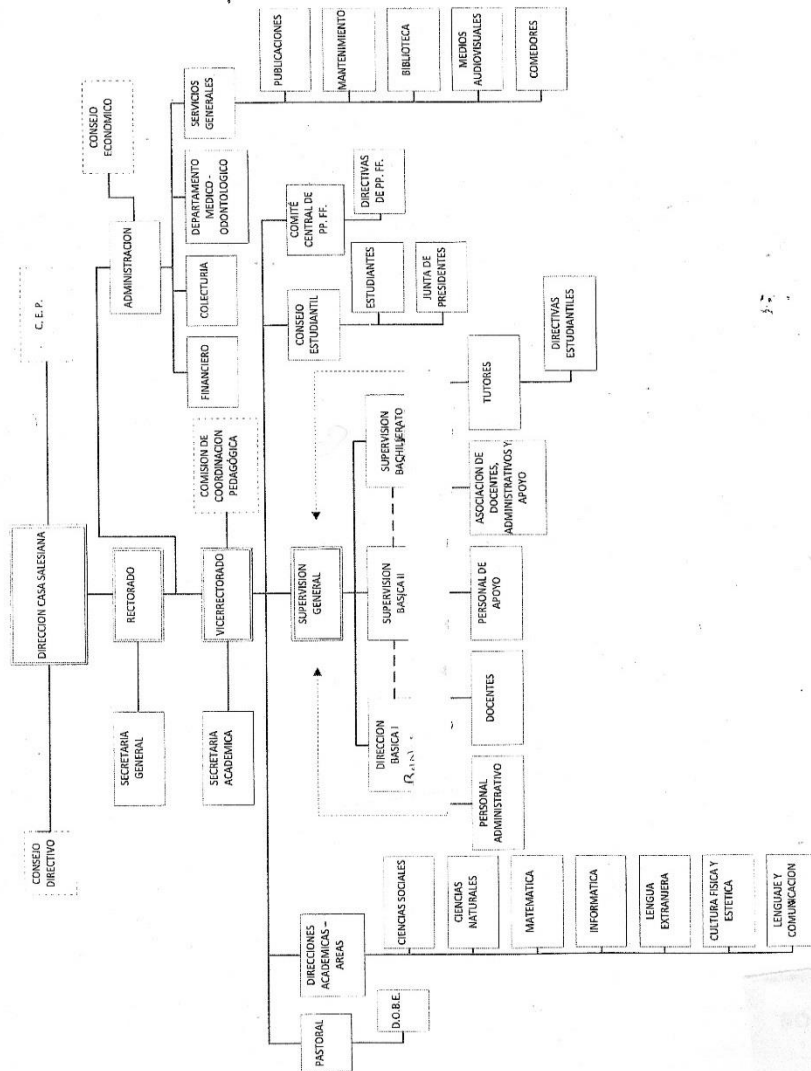 C. E. P.
DIRECCION CASA SALESIANA
CONSEJO
DIRECTIVO
CONSEJO
ECONOMICO
RECTORADO
SECRETARIA
GENERAL
ADMINISTRACION
VICERRECTORADO
SECRETARIA
ACADEMICA
COMISION DE
COORDINACION
PEDAGÓGICA
FINANCIERO
COLECTURIA
DEPARTAMENTO
MEDICO -
ODONTOLOGICO
SERVICIOS
GENERALES
PUBLICACIONES
MANTENIMIENTO
BIBLIOTECA
MEDIOS
AUDIOVISUALES
COMEDORES
PASTORAL
D.O.B.E.
DIRECCIONES
ACADEMICAS –
AREAS
CIENCIAS SOCIALES
CIENCIAS
NATURALES
MATEMATICA
INFORMATICA
LENGUA
EXTRANJERA
CULTURA FISICA Y
ESTETICA
LENGUAJE Y
COMUNICACION
SUPERVISION
GENERAL
CONSEJO
ESTUDIANTIL
ESTUDIANTES
JUNTA DE
PRESIDENTES
COMITÉ
CENTRAL DE
PP. FF.
DIRECTIVAS
DE PP. FF.
DIRECCION
BASICA I
SUPERVISION
BASICA II
SUPERVISION
BACHILLERATO
PERSONAL
ADMINISTRATIVO
DOCENTES
PERSONAL DE
APOYO
ASOCIACION DE
DOCENTES,
ADMINISTRATIVOS Y
APOYO
TUTORES
DIRECTIVAS
ESTUDIANTILES